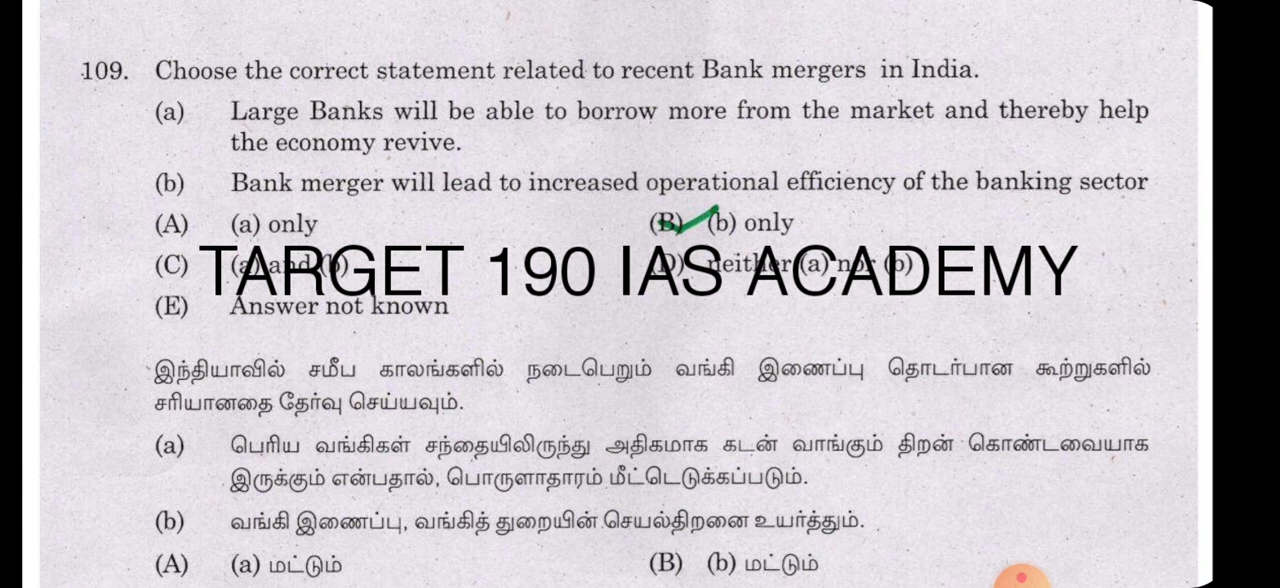 109. Choose the correct statement related to recent Bank mergers in India.
(a) Large Banks will be able to borrow more from the market and thereby help
the economy revive.
(b) Bank merger will lead to increased operational efficiency of the banking sector
(A) (a) only (B) (b) only
(C) (a) and (b) (D) neither (a) nor (b)
TARGET 190 IAS ACADEMY
(E) Answer not known
இந்தியாவில் சமீப காலங்களில் நடைபெறும் வங்கி இணைப்பு தொடர்பான கூற்றுகளில்
சரியானதை தேர்வு செய்யவும்.
(a) பெரிய வங்கிகள் சந்தையிலிருந்து அதிகமாக கடன் வாங்கும் திறன் கொண்டவையாக
இருக்கும் என்பதால், பொருளாதாரம் மீட்டெடுக்கப்படும்.
(b) வங்கி இணைப்பு, வங்கித் துறையின் செயல்திறனை உயர்த்தும்.
(A) (a) மட்டும் (B) (b) மட்டும்